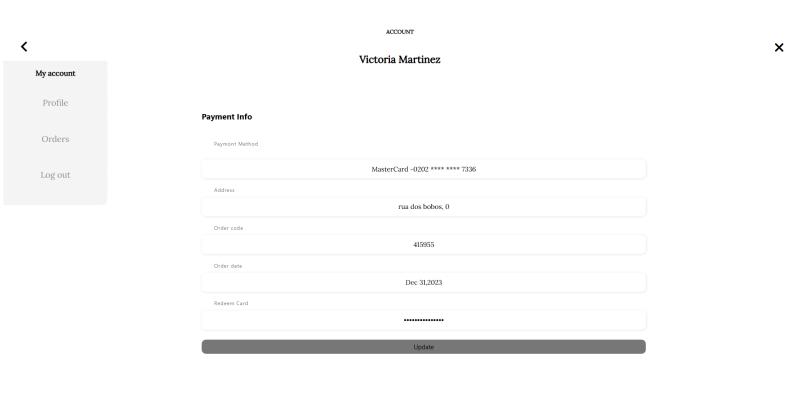 ACCOUNT
Victoria Martinez
My account
Profile
Orders
Log out
Payment Info
Payment Method
MasterCard -0202 **** **** 7336
Address
rua dos bobos, 0
Order code
415955
Order date
Dec 31,2023
Redeem Card
•••••••••••••••
Update